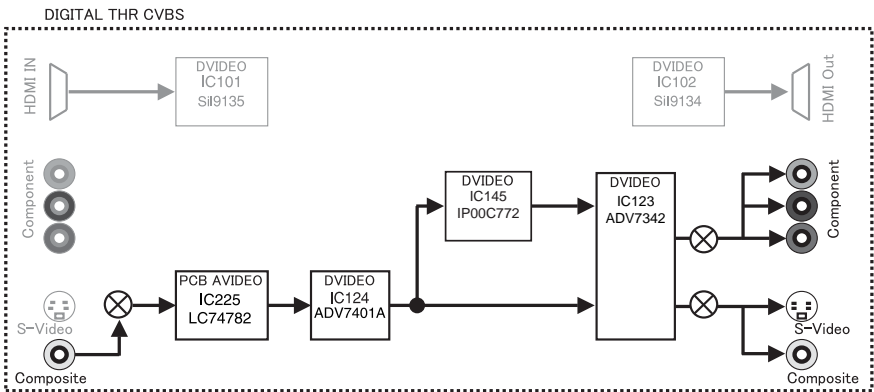 DIGITAL THR CVBS
HDMI IN
DVIDEO
IC101
SiI9135
DVIDEO
IC102
SiI9134
HDMI Out
Component
DVIDEO
IC145
IP00C772
DVIDEO
IC123
ADV7342
Component
PCB AVIDEO
IC225
LC74782
DVIDEO
IC124
ADV7401A
S-Video
Composite
S-Video
Composite